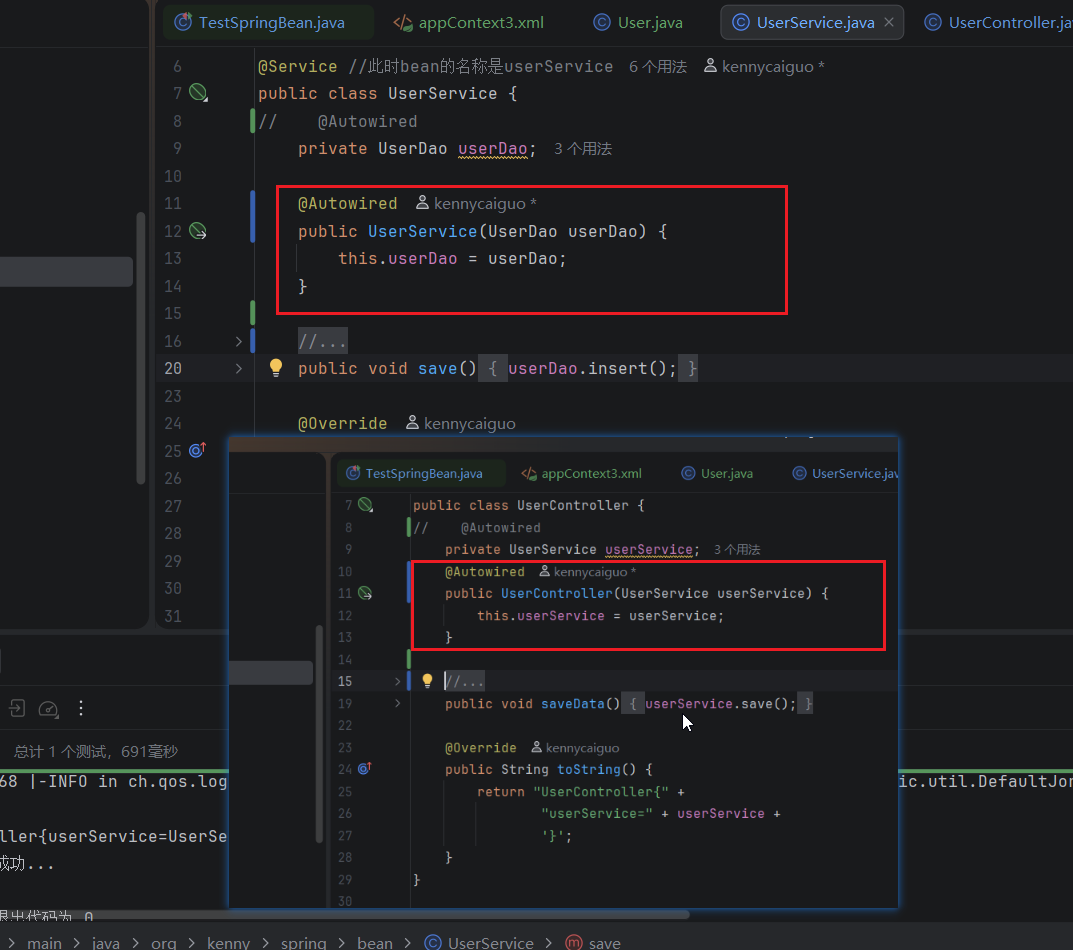 TestSpringBean.java appContext3.xml User.java UserService.java UserController.ja
6 @Service //此时bean的名称是userService 6 个用法 kennycaiguo *
7 public class UserService {
8 // @Autowired
9 private UserDao userDao; 3 个用法
10
11 @Autowired kennycaiguo *
12 public UserService(UserDao userDao) {
13 this.userDao = userDao;
14 }
15
16 //...
20 public void save() { userDao.insert(); }
23
24 @Override kennycaiguo
25
26
27
28
29
30
31
TestSpringBean.java appContext3.xml User.java UserService.jav
7 public class UserController {
8 // @Autowired
9 private UserService userService; 3 个用法
10 @Autowired kennycaiguo *
11 public UserController(UserService userService) {
12 this.userService = userService;
13 }
14
15 //...
19 public void saveData() { userService.save(); }
22
23 @Override kennycaiguo
24 public String toString() {
25 return "UserController{" +
26 "userService=" + userService +
27 '}';
28 }
29 }
30
总计 1 个测试，691毫秒
68 |-INFO in ch.qos.log ic.util.DefaultJor
ller{userService=UserSe
成功...
退出代码为 0
main > java > org > kenny > spring > bean > UserService > save